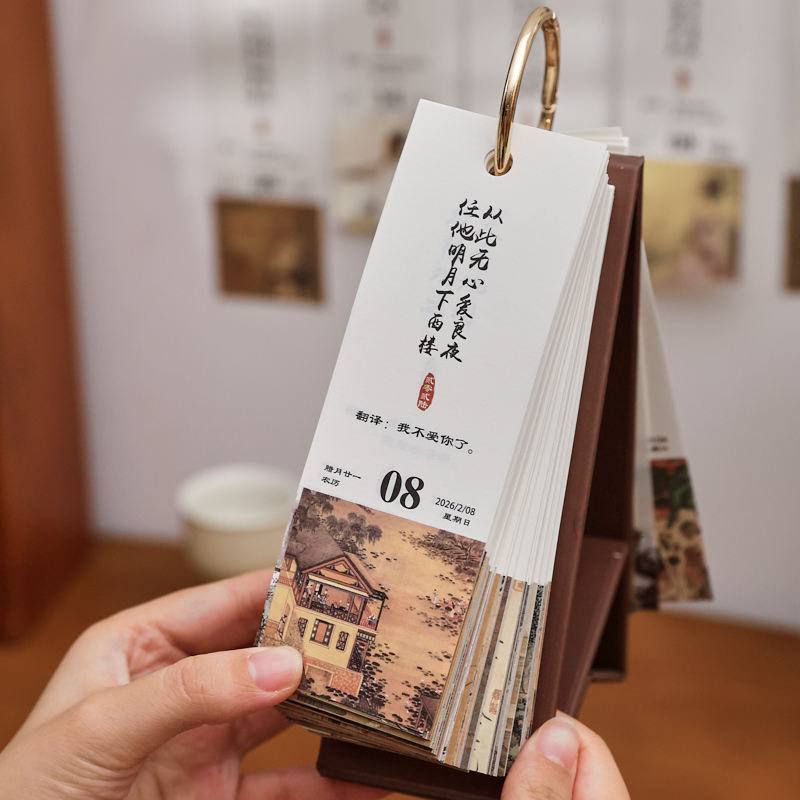 从此无心爱良夜
任他明月下西楼
贰零贰陆
翻译：我不爱你了。
腊月廿一
农历
08
2026/2/08
星期日